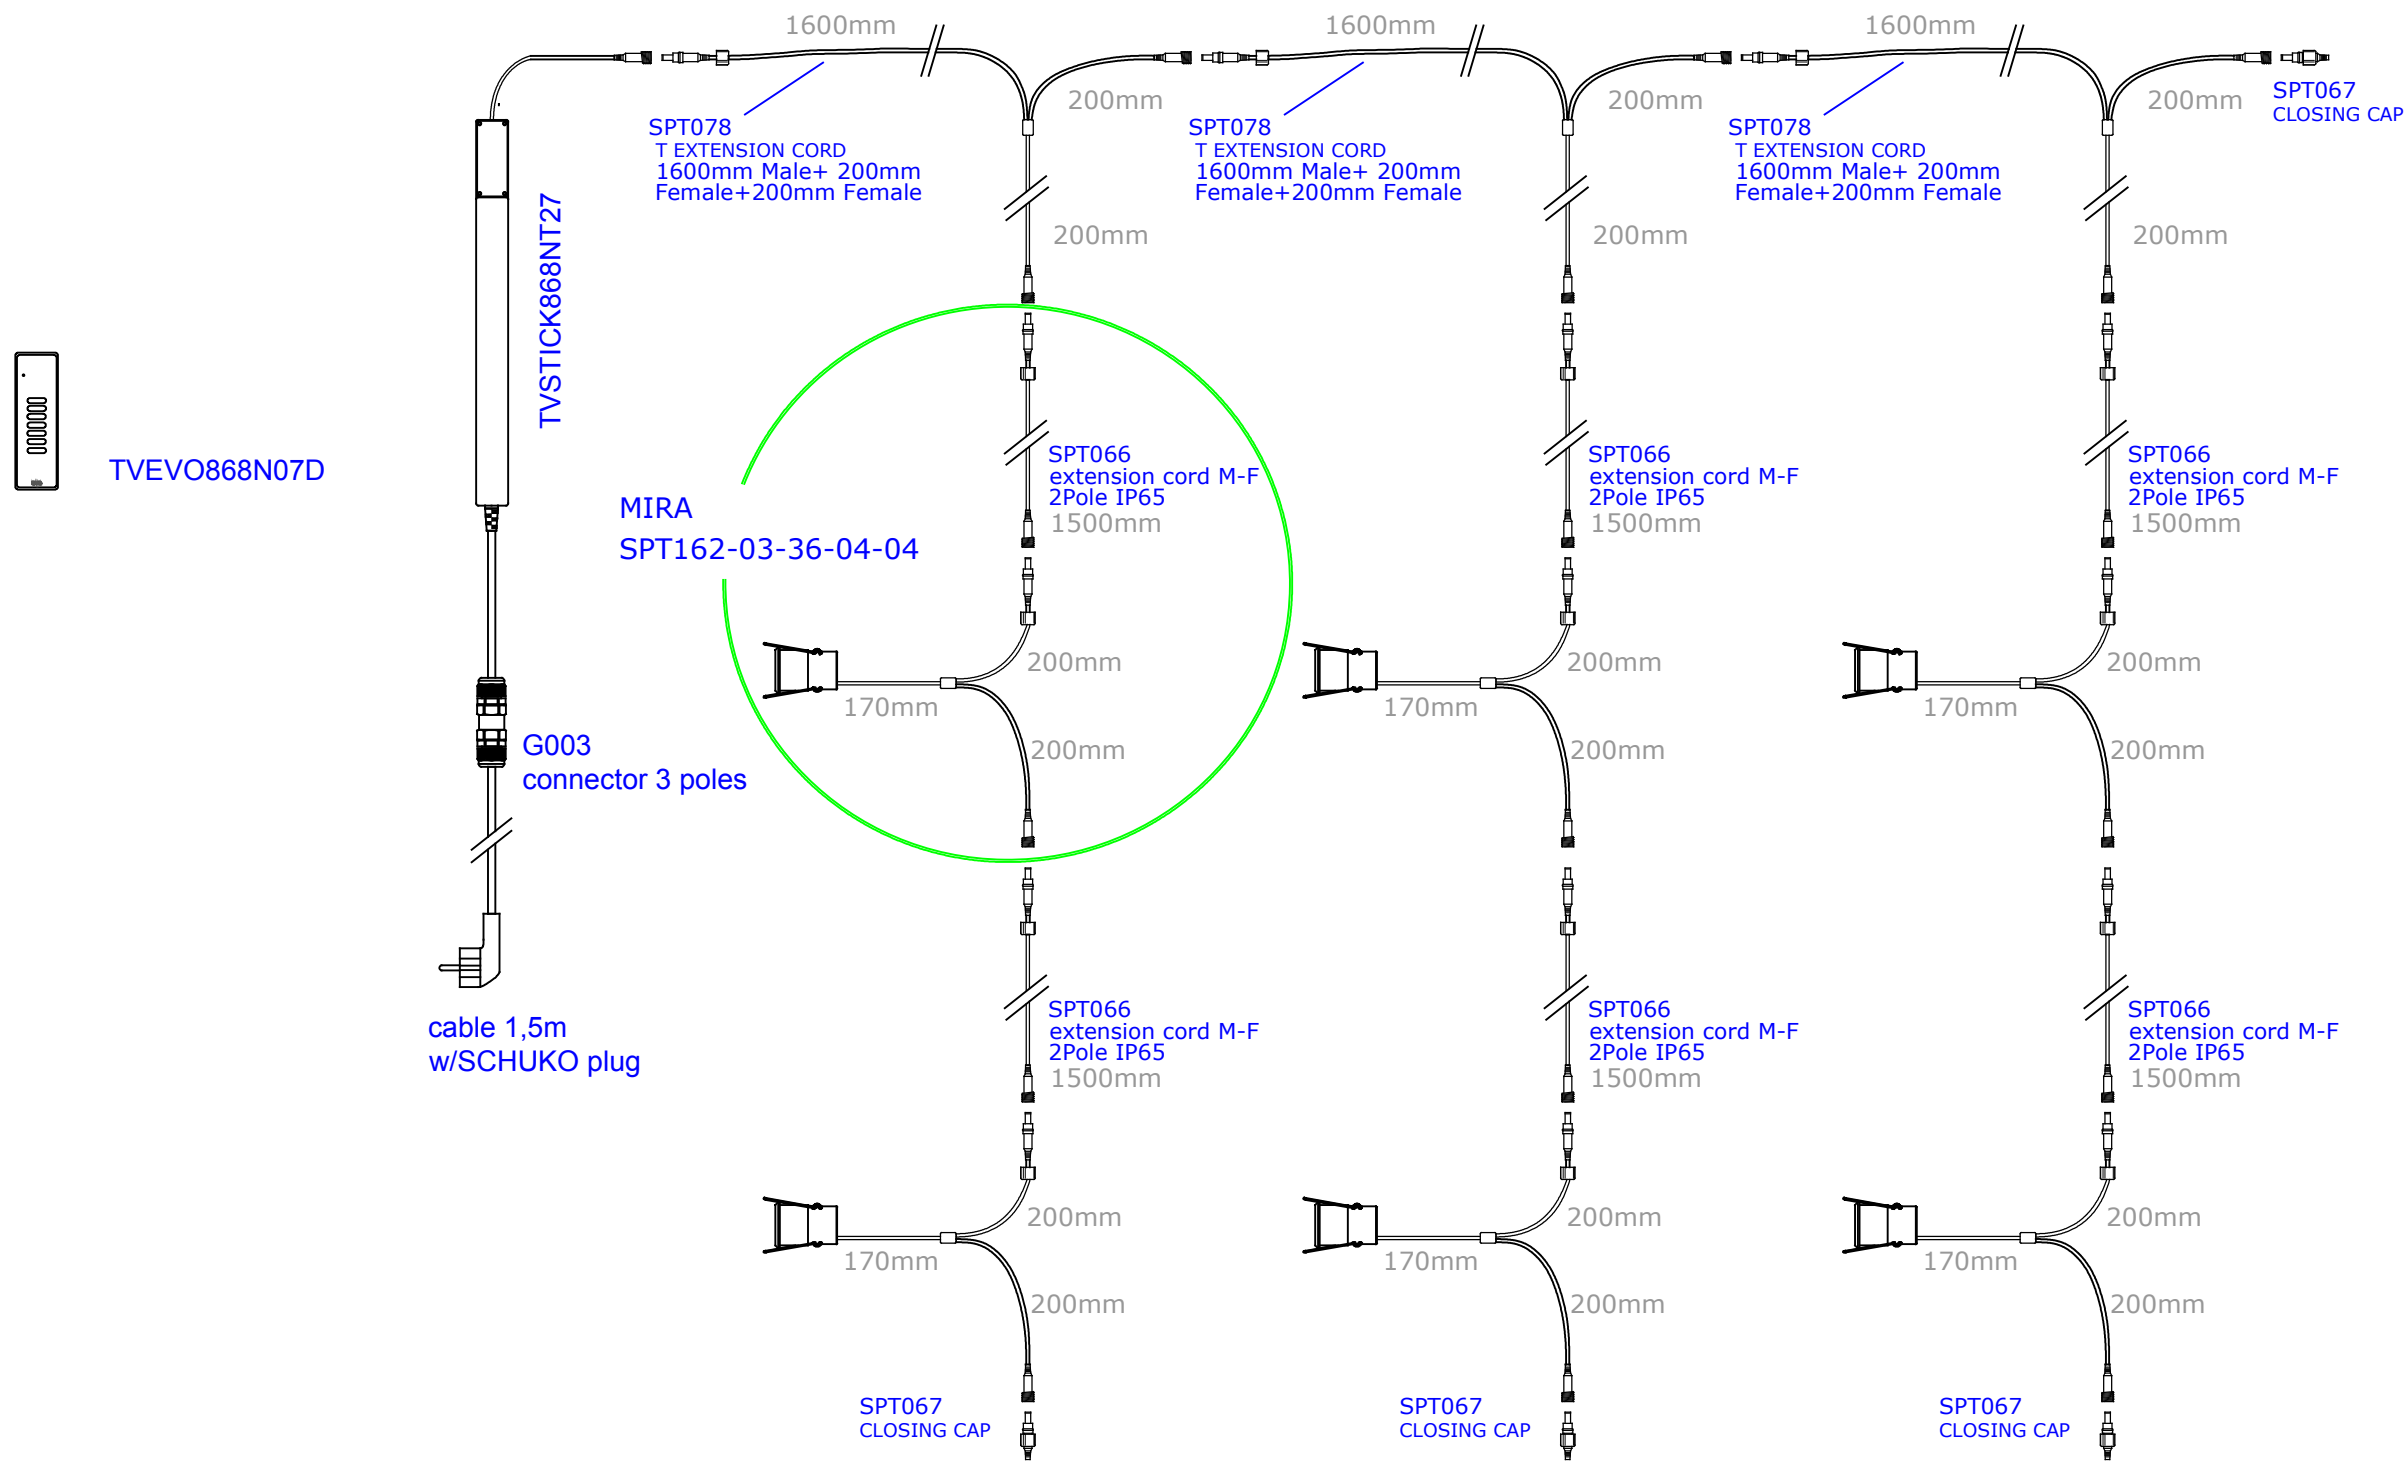 1600mm
1600mm
1600mm
200mm
200mm
200mm
SPT067
CLOSING CAP
SPT078
T EXTENSION CORD
1600mm Male+ 200mm
Female+200mm Female
SPT078
T EXTENSION CORD
1600mm Male+ 200mm
Female+200mm Female
SPT078
T EXTENSION CORD
1600mm Male+ 200mm
Female+200mm Female
200mm
200mm
200mm
TVSTICK868NT27
TVEVO868N07D
MIRA
SPT162-03-36-04-04
SPT066
extension cord M-F
2Pole IP65
1500mm
SPT066
extension cord M-F
2Pole IP65
1500mm
SPT066
extension cord M-F
2Pole IP65
1500mm
200mm
170mm
200mm
200mm
170mm
200mm
200mm
170mm
200mm
G003
connector 3 poles
cable 1,5m
w/SCHUKO plug
SPT066
extension cord M-F
2Pole IP65
1500mm
SPT066
extension cord M-F
2Pole IP65
1500mm
SPT066
extension cord M-F
2Pole IP65
1500mm
200mm
170mm
200mm
200mm
170mm
200mm
200mm
170mm
200mm
SPT067
CLOSING CAP
SPT067
CLOSING CAP
SPT067
CLOSING CAP